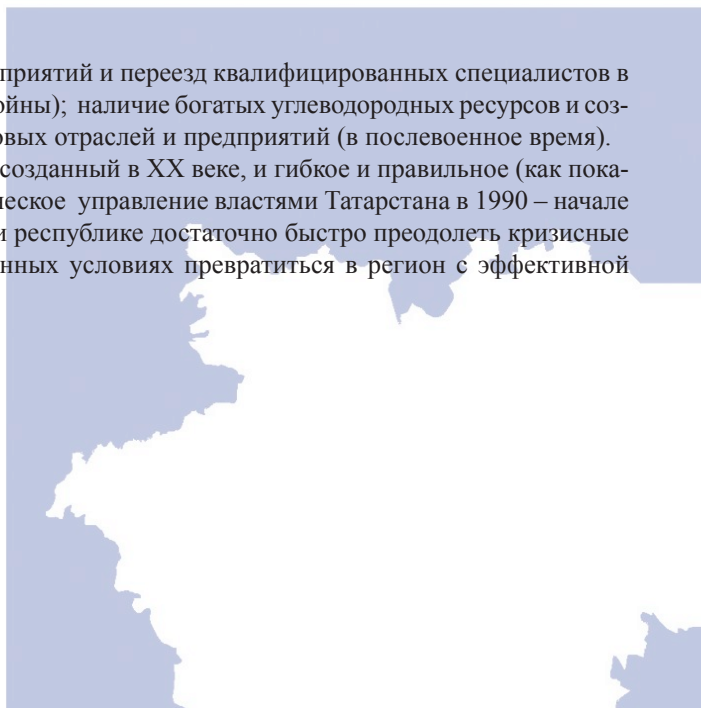 приятий и переезд квалифицированных специалистов в
ойны); наличие богатых углеводородных ресурсов и соз-
овых отраслей и предприятий (в послевоенное время).
созданный в XX веке, и гибкое и правильное (как пока-
ческое управление властями Татарстана в 1990 – начале
и республике достаточно быстро преодолеть кризисные
нных условиях превратиться в регион с эффективной